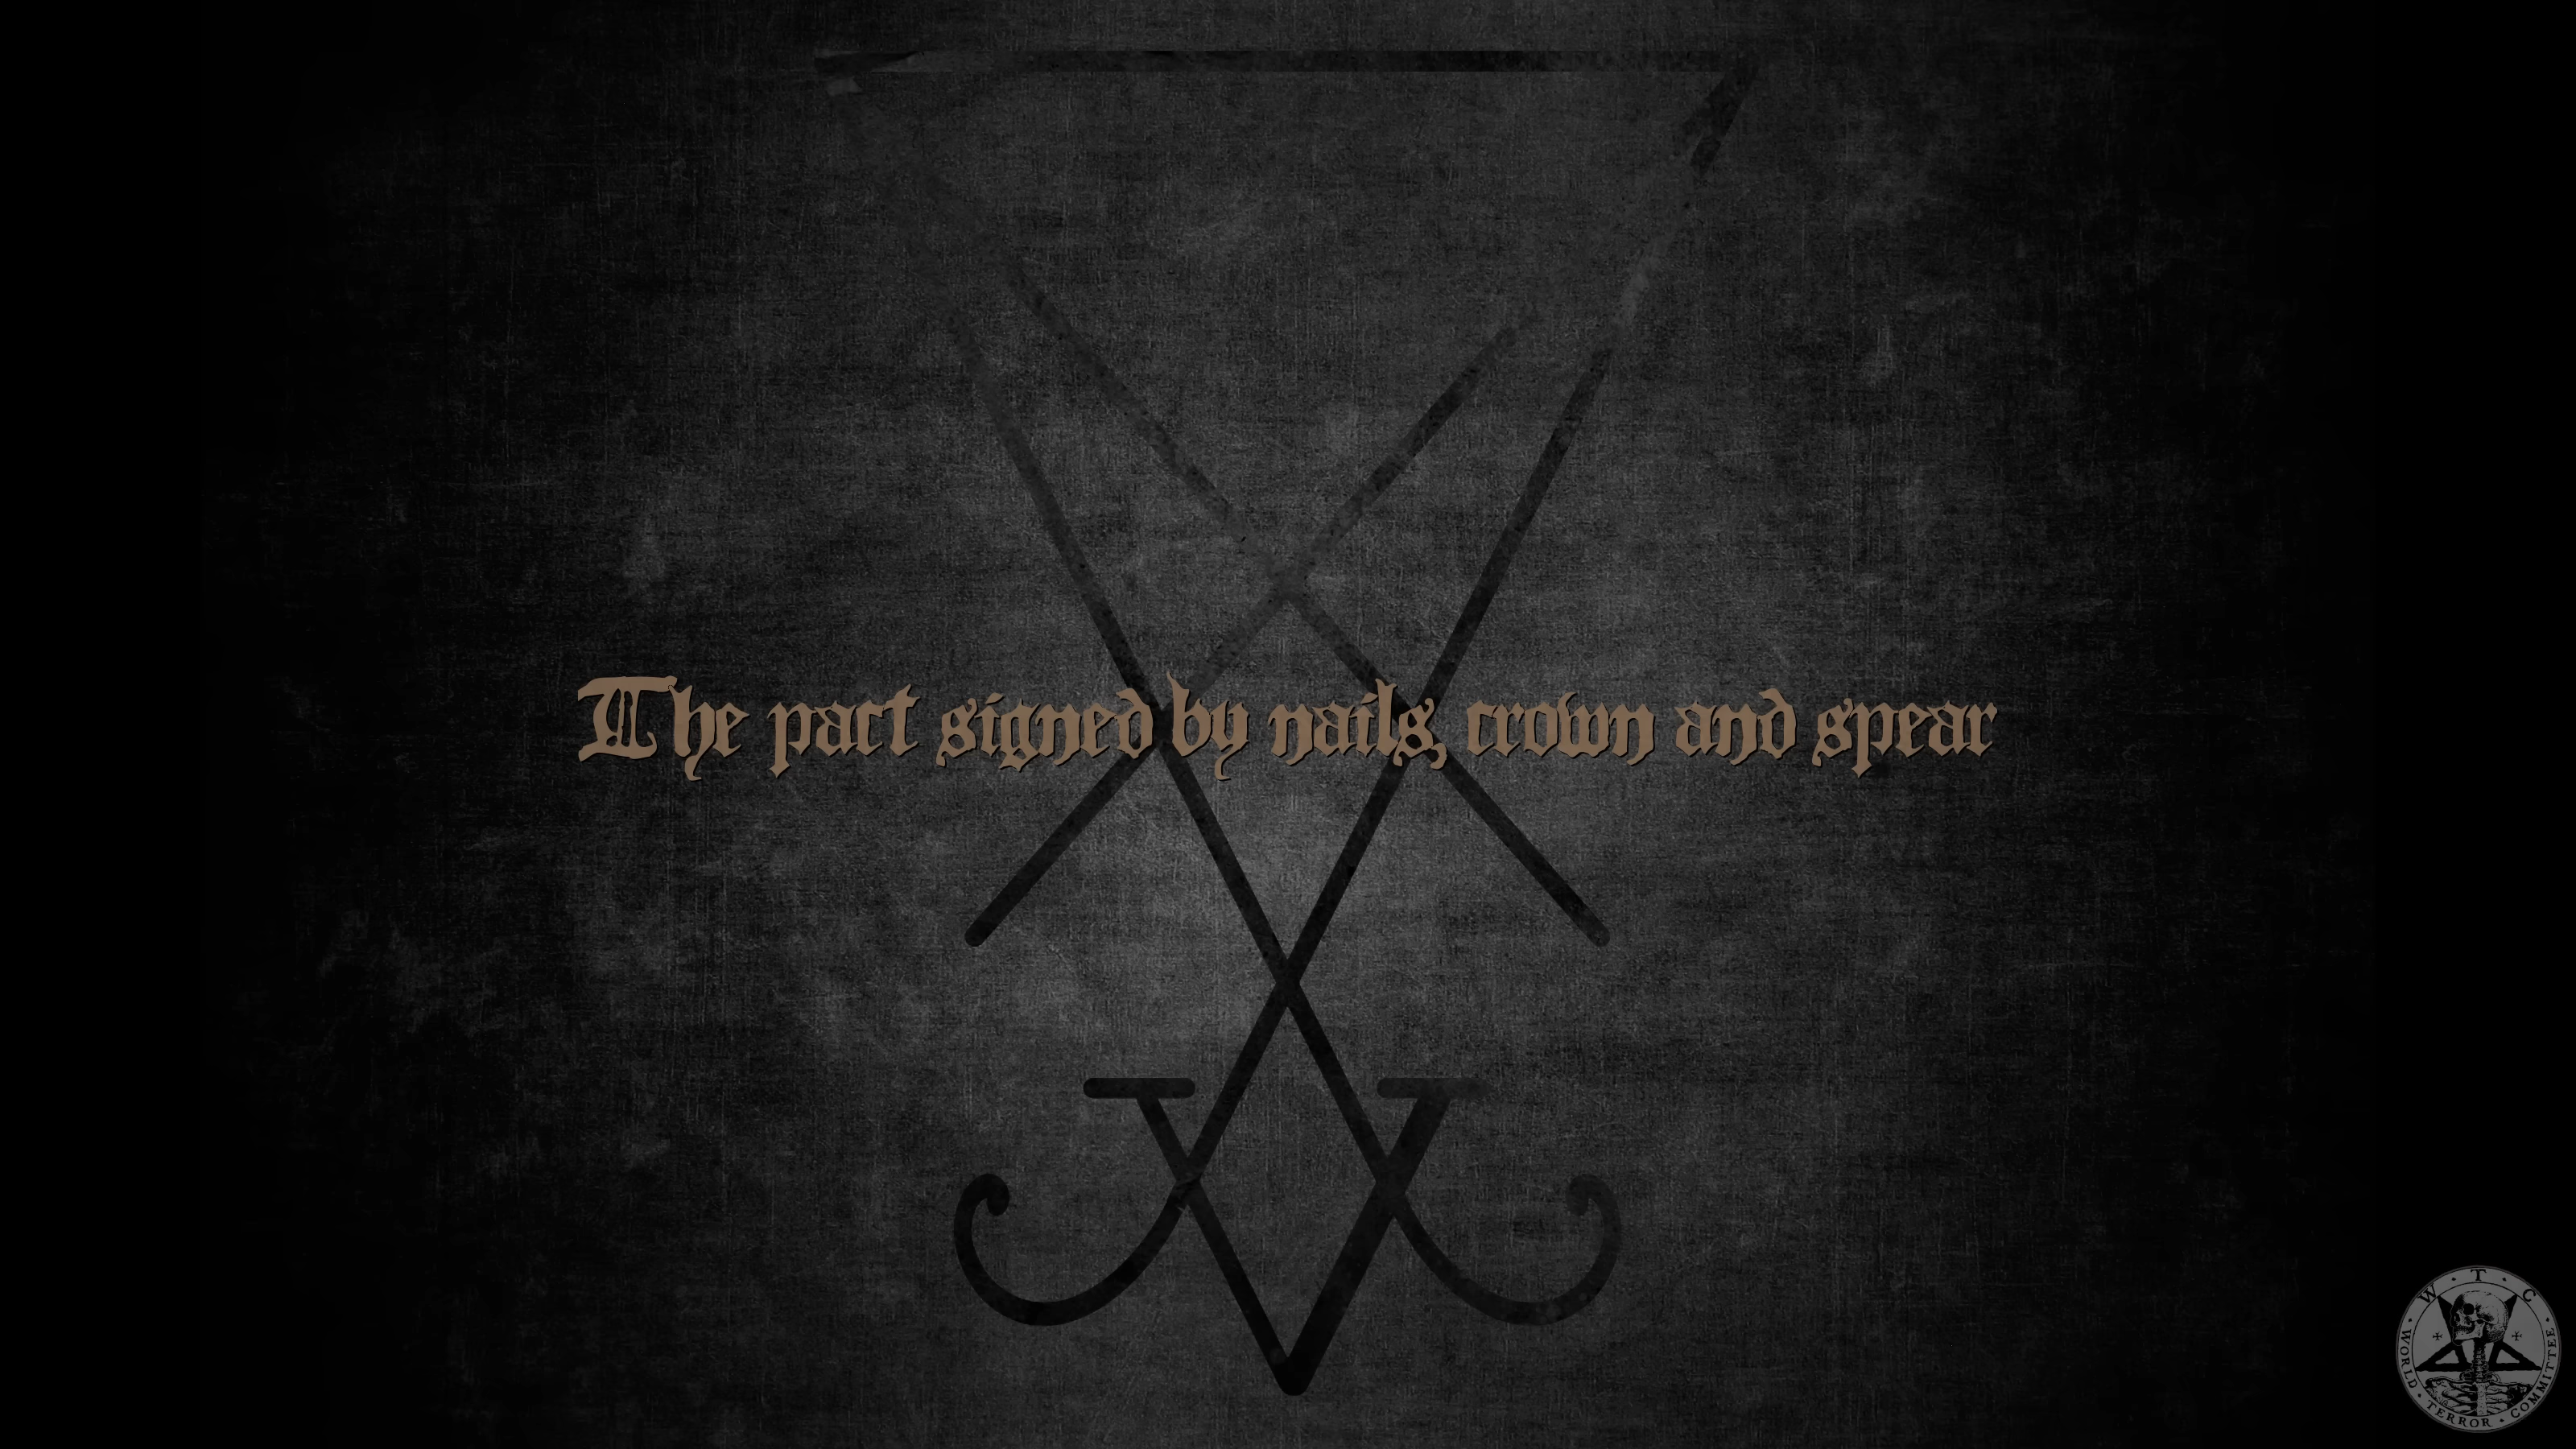 The pact signed by nails, crown and spear
W · T · C
WORLD · TERROR · COMMITTEE